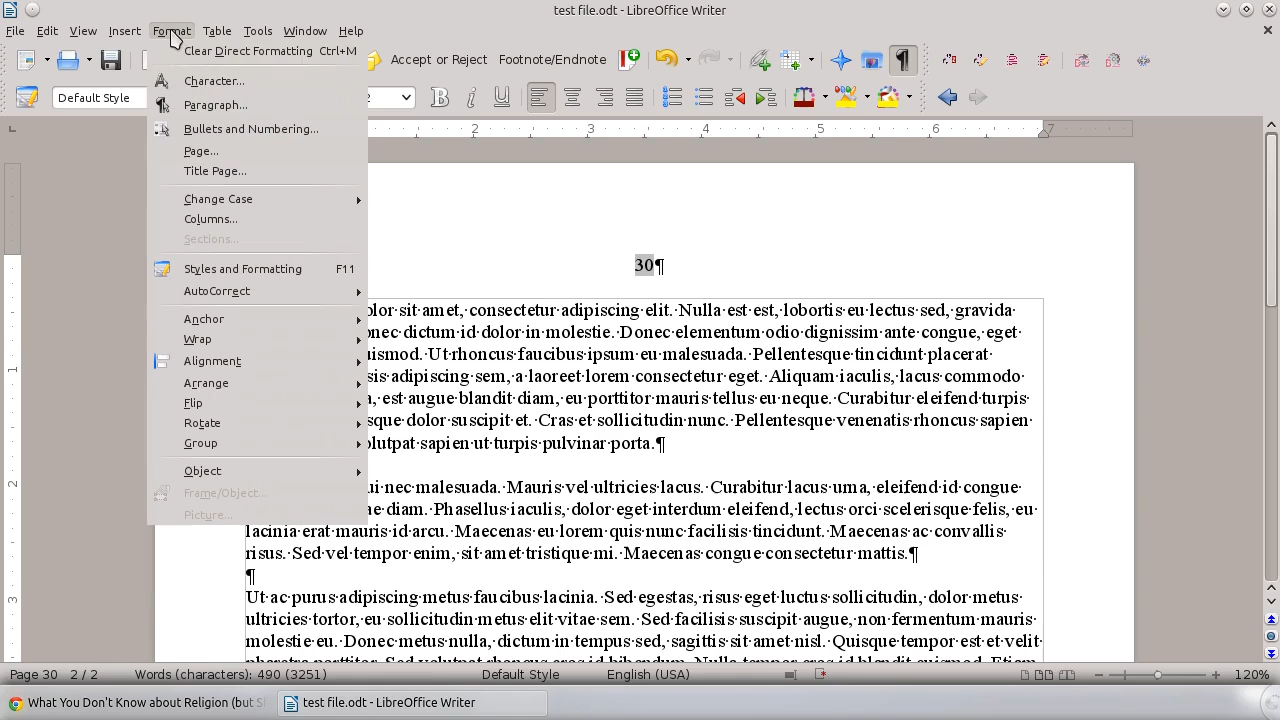 test file.odt - LibreOffice Writer
File Edit View Insert Format Table Tools Window Help
Clear Direct Formatting Ctrl+M
Accept or Reject Footnote/Endnote
Character...
Default Style
Paragraph...
Bullets and Numbering...
2 3 4 5 6 7
Page...
Title Page...
Change Case
Columns...
Sections...
30¶
Styles and Formatting F11
AutoCorrect
Anchor
Wrap
Alignment
Arrange
Flip
Rotate
Group
Object
Frame/Object...
Picture...
olor·sit·amet,·consectetur·adipiscing·elit.·Nulla·est·est,·lobortis·eu·lectus·sed,·gravida·
nec·dictum·id·dolor·in·molestie.·Donec·elementum·odio·dignissim·ante·congue,·eget·
uismod.·Ut·rhoncus·faucibus·ipsum·eu·malesuada.·Pellentesque·tincidunt·placerat·
sis·adipiscing·sem,·a·laoreet·lorem·consectetur·eget.·Aliquam·iaculis,·lacus·commodo·
a,·est·augue·blandit·diam,·eu·porttitor·mauris·tellus·eu·neque.·Curabitur·eleifend·turpis·
sque·dolor·suscipit·et.·Cras·et·sollicitudin·nunc.·Pellentesque·venenatis·rhoncus·sapien·
olutpat·sapien·ut·turpis·pulvinar·porta.¶
ui·nec·malesuada.·Mauris·vel·ultricies·lacus.·Curabitur·lacus·urna,·eleifend·id·congue·
ae·diam.·Phasellus·iaculis,·dolor·eget·interdum·eleifend,·lectus·orci·scelerisque·felis,·eu·
lacinia·erat·mauris·id·arcu.·Maecenas·eu·lorem·quis·nunc·facilisis·tincidunt.·Maecenas·ac·convallis·
risus.·Sed·vel·tempor·enim,·sit·amet·tristique·mi.·Maecenas·congue·consectetur·mattis.¶
¶
Ut·ac·purus·adipiscing·metus·faucibus·lacinia.·Sed·egestas,·risus·eget·luctus·sollicitudin,·dolor·metus·
ultricies·tortor,·eu·sollicitudin·metus·elit·vitae·sem.·Sed·facilisis·suscipit·augue,·non·fermentum·mauris·
molestie·eu.·Donec·metus·nulla,·dictum·in·tempus·sed,·sagittis·sit·amet·nisl.·Quisque·tempor·est·et·velit·
1
2
3
Page 30 2 / 2 Words (characters): 490 (3251) Default Style English (USA) 120%
What You Don't Know about Religion (but S
test file.odt - LibreOffice Writer